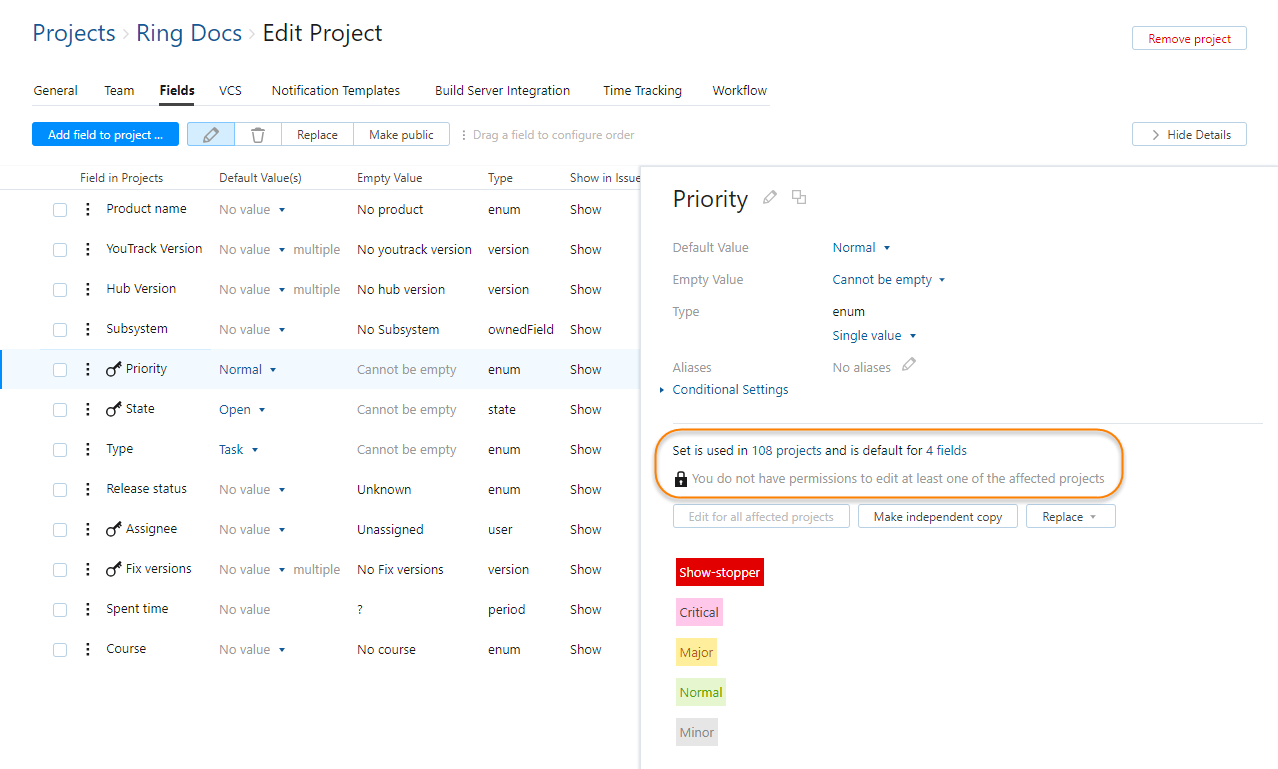 Projects › Ring Docs › Edit Project
Remove project
General Team Fields VCS Notification Templates Build Server Integration Time Tracking Workflow
Add field to project ... Replace Make public Drag a field to configure order Hide Details
Field in Projects Default Value(s) Empty Value Type Show in Issue
Product name No value No product enum Show
YouTrack Version No value multiple No youtrack version version Show
Hub Version No value multiple No hub version version Show
Subsystem No value No Subsystem ownedField Show
Priority Normal Cannot be empty enum Show
State Open Cannot be empty state Show
Type Task Cannot be empty enum Show
Release status No value Unknown enum Show
Assignee No value Unassigned user Show
Fix versions No value multiple No Fix versions version Show
Spent time No value ? period Show
Course No value No course enum Show
Priority
Default Value Normal
Empty Value Cannot be empty
Type enum
Single value
Aliases No aliases
Conditional Settings
Set is used in 108 projects and is default for 4 fields
You do not have permissions to edit at least one of the affected projects
Edit for all affected projects Make independent copy Replace
Show-stopper
Critical
Major
Normal
Minor